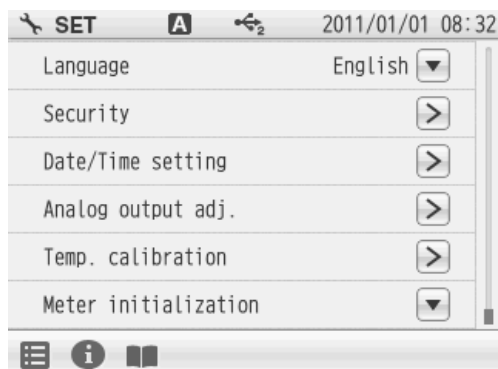 SET A 2 2011/01/01 08:32
Language English
Security
Date/Time setting
Analog output adj.
Temp. calibration
Meter initialization